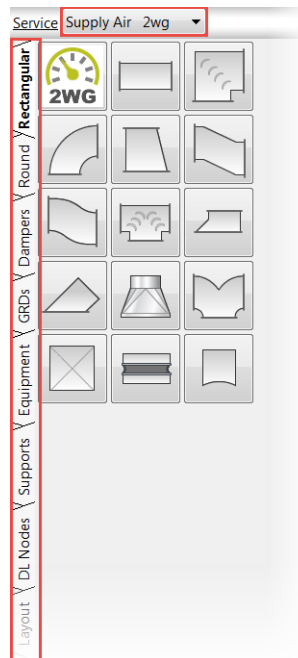 Service Supply Air 2wg
Rectangular
2WG
Round
Dampers
GRDs
Equipment
Supports
DL Nodes
Layout